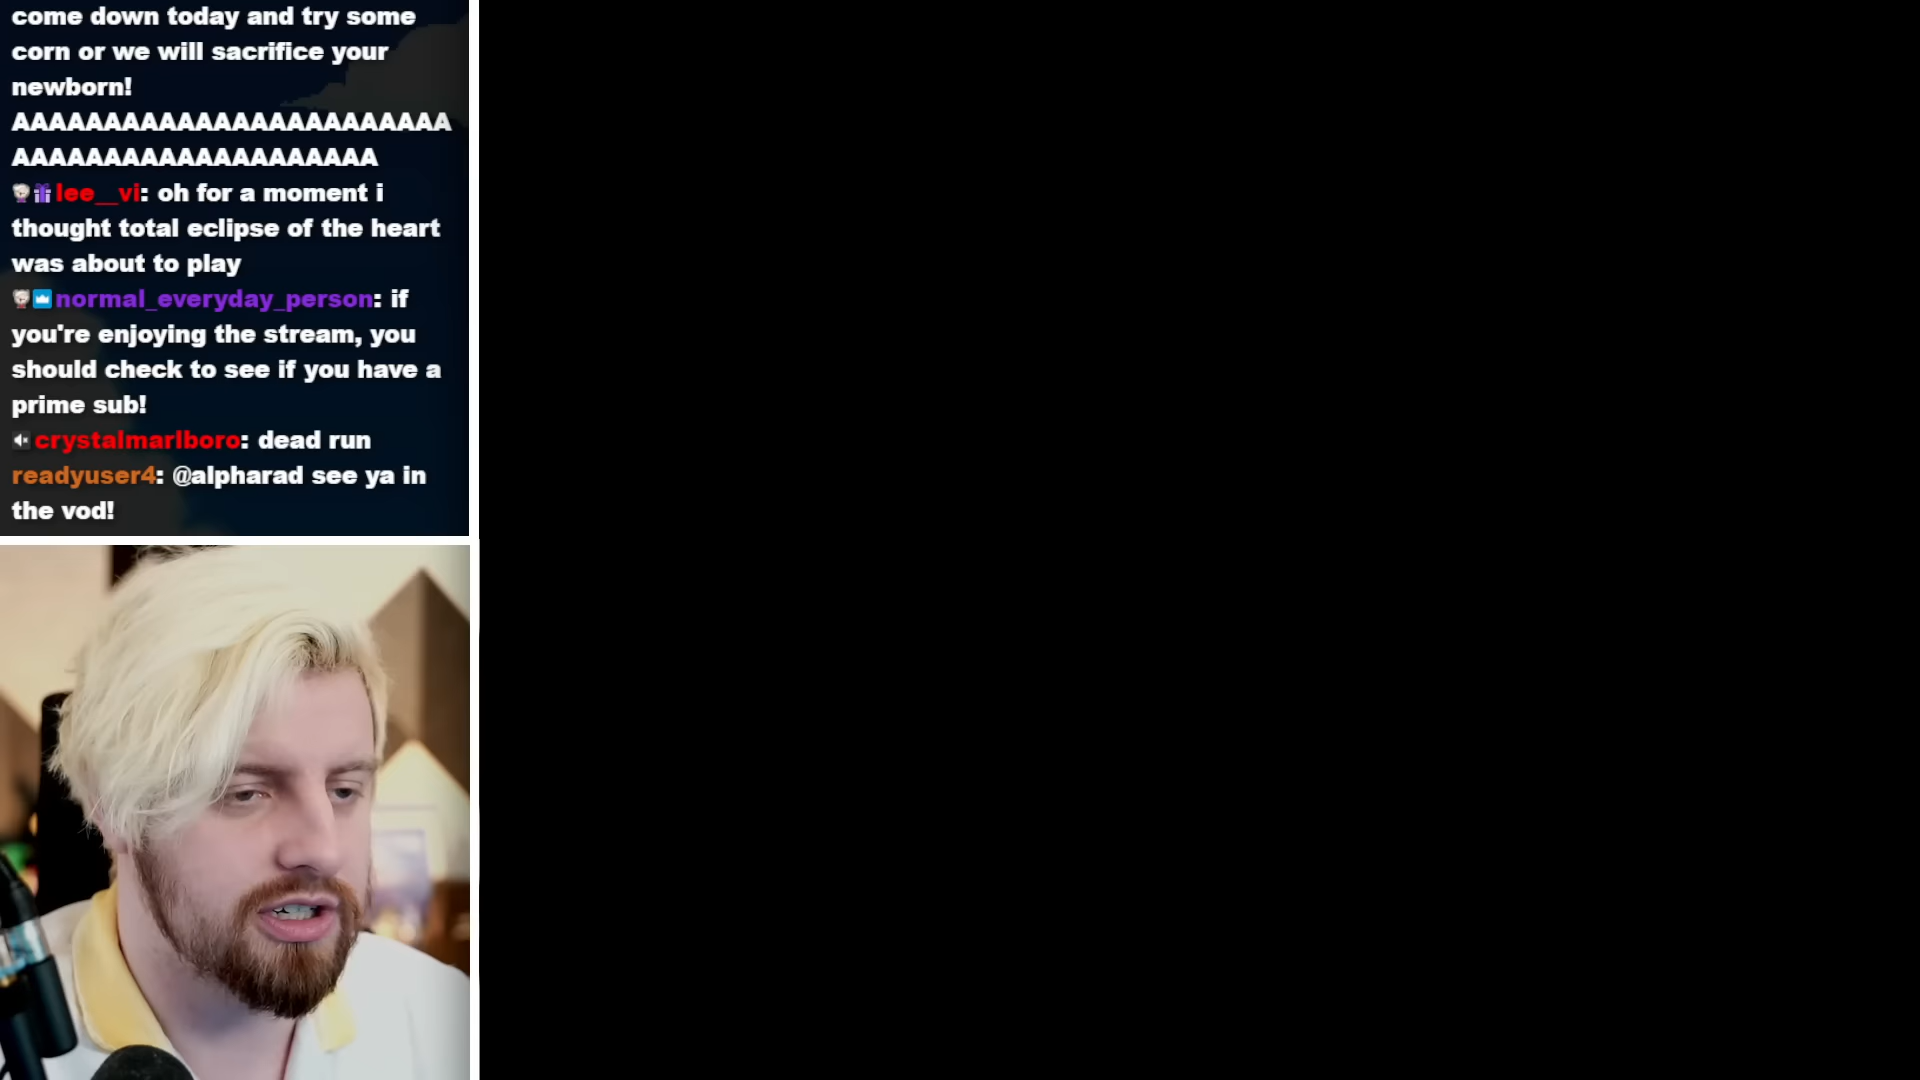 come down today and try some
corn or we will sacrifice your
newborn!
AAAAAAAAAAAAAAAAAAAAAAAA
AAAAAAAAAAAAAAAAAAAA
lee__vi: oh for a moment i
thought total eclipse of the heart
was about to play
normal_everyday_person: if
you're enjoying the stream, you
should check to see if you have a
prime sub!
crystalmarlboro: dead run
readyuser4: @alpharad see ya in
the vod!